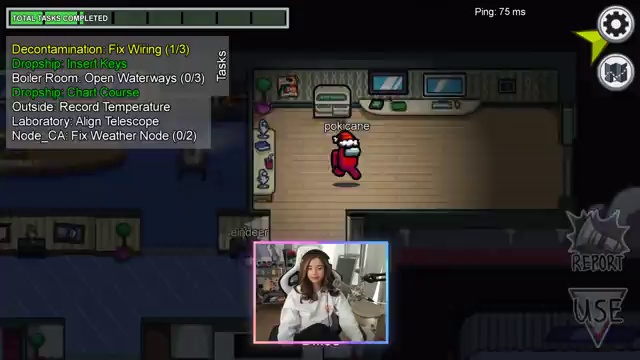 TOTAL TASKS COMPLETED
Ping: 75 ms
Decontamination: Fix Wiring (1/3)
Dropship: Insert Keys
Boiler Room: Open Waterways (0/3)
Dropship: Chart Course
Outside: Record Temperature
Laboratory: Align Telescope
Node_CA: Fix Weather Node (0/2)
Tasks
pokicane
eindeer
REPORT
USE